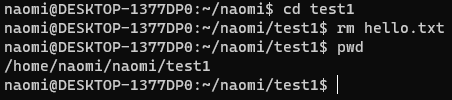 naomi@DESKTOP-1377DP0:~/naomi$ cd test1
naomi@DESKTOP-1377DP0:~/naomi/test1$ rm hello.txt
naomi@DESKTOP-1377DP0:~/naomi/test1$ pwd
/home/naomi/naomi/test1
naomi@DESKTOP-1377DP0:~/naomi/test1$